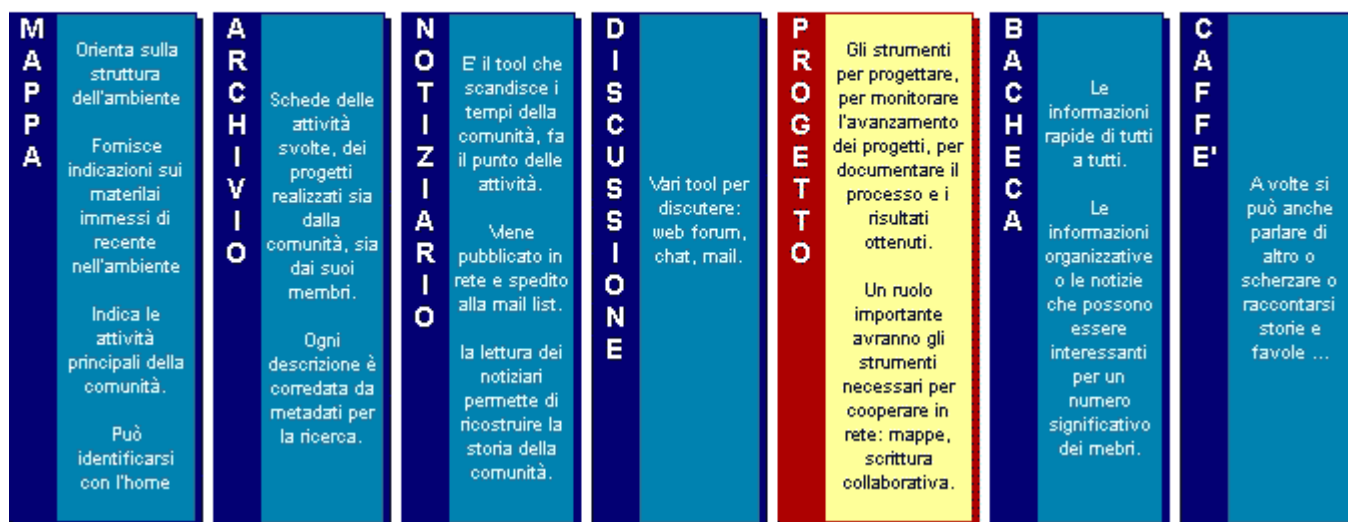 MAPPA
Orienta sulla
struttura
dell'ambiente
Fornisce
indicazioni sui
materilai
immessi di
recente
nell'ambiente
Indica le
attività
principali della
comunità.
Può
identificarsi
con l'home
ARCHIVIO
Schede delle
attività
svolte, dei
progetti
realizzati sia
dalla
comunità, sia
dai suoi
membri.
Ogni
descrizione è
corredata da
metadati per
la ricerca.
NOTIZIARIO
E' il tool che
scandisce i
tempi della
comunità, fa
il punto delle
attività.
Viene
pubblicato in
rete e spedito
alla mail list.
la lettura dei
notiziari
permette di
ricostruire la
storia della
comunità.
DISCUSSIONE
Vari tool per
discutere:
web forum,
chat, mail.
PROGETTO
Gli strumenti
per progettare,
per monitorare
l'avanzamento
dei progetti, per
documentare il
processo e i
risultati
ottenuti.
Un ruolo
importante
avranno gli
strumenti
necessari per
cooperare in
rete: mappe,
scrittura
collaborativa.
BACHECA
Le
informazioni
rapide di tutti
a tutti.
Le
informazioni
organizzative
o le notizie
che possono
essere
interessanti
per un
numero
significativo
dei mebri.
CAFFE'
A volte si
può anche
parlare di
altro o
scherzare o
raccontarsi
storie e
favole ...